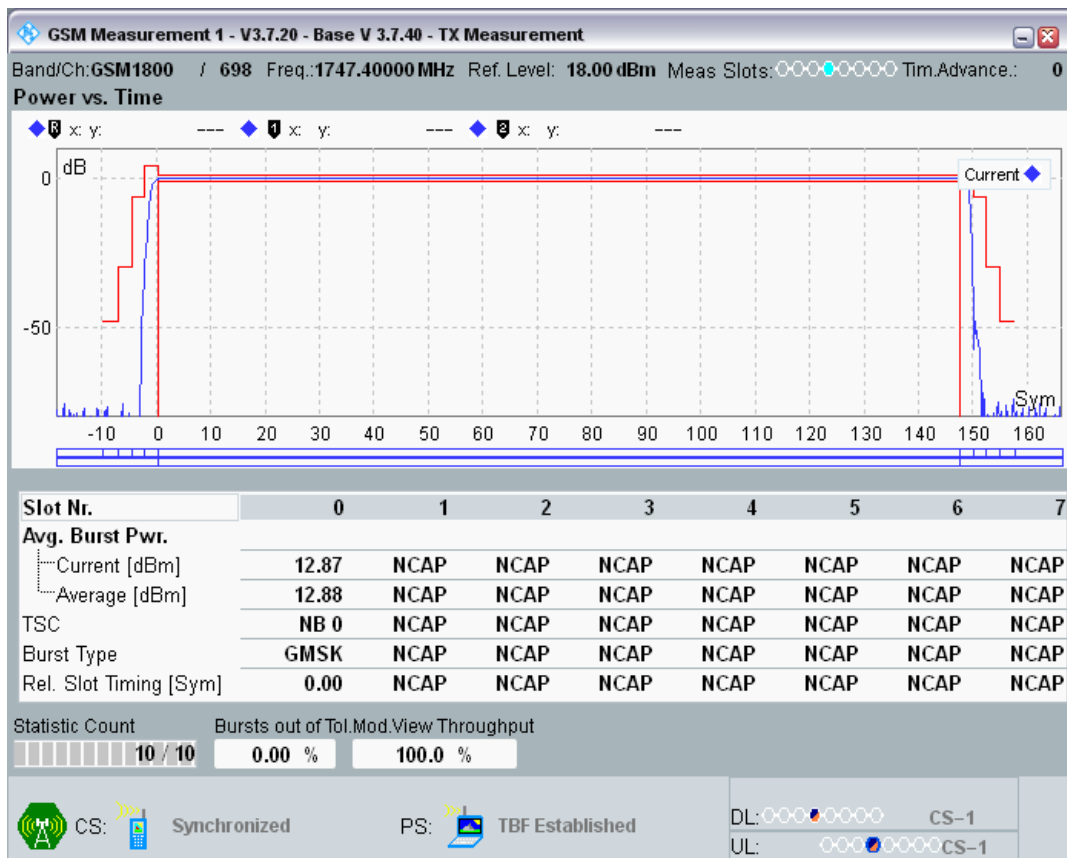 GSM Measurement 1 - V3.7.20 - Base V 3.7.40 - TX Measurement
Band/Ch:GSM1800 / 698 Freq.:1747.40000 MHz Ref. Level: 18.00 dBm Meas Slots: Tim.Advance.: 0
Power vs. Time
R x: y: --- 1 x: y: --- 2 x: y: ---
dB
0
Current
-50
Sym
-10 0 10 20 30 40 50 60 70 80 90 100 110 120 130 140 150 160
Slot Nr. 0 1 2 3 4 5 6 7
Avg. Burst Pwr.
Current [dBm] 12.87 NCAP NCAP NCAP NCAP NCAP NCAP NCAP
Average [dBm] 12.88 NCAP NCAP NCAP NCAP NCAP NCAP NCAP
TSC NB 0 NCAP NCAP NCAP NCAP NCAP NCAP NCAP
Burst Type GMSK NCAP NCAP NCAP NCAP NCAP NCAP NCAP
Rel. Slot Timing [Sym] 0.00 NCAP NCAP NCAP NCAP NCAP NCAP NCAP
Statistic Count Bursts out of Tol.Mod.View Throughput
10 / 10 0.00 % 100.0 %
CS: Synchronized PS: TBF Established
DL: CS-1
UL: CS-1